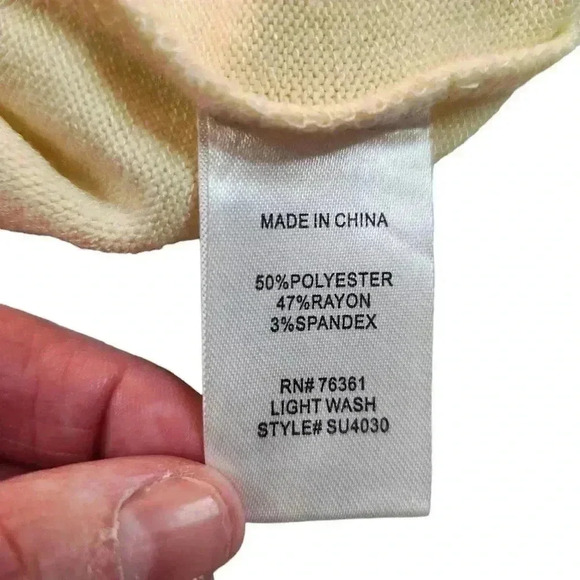 MADE IN CHINA
50%POLYESTER
47%RAYON
3%SPANDEX
RN# 76361
LIGHT WASH
STYLE# SU4030